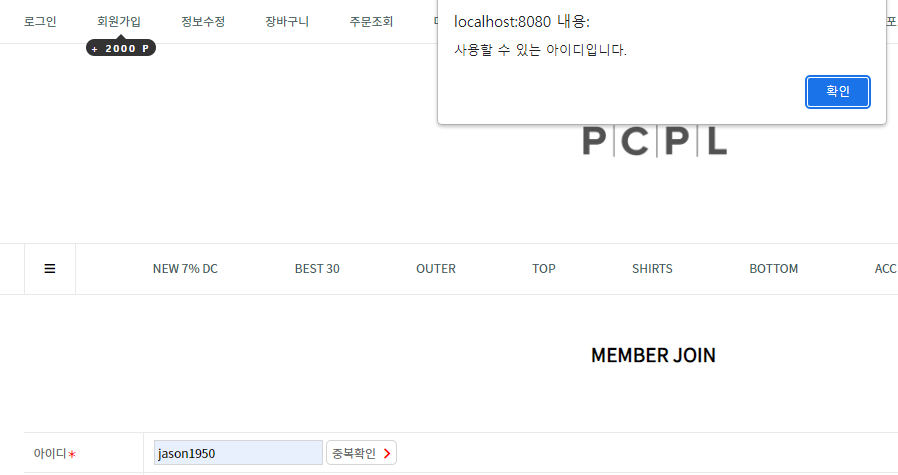 로그인 회원가입 정보수정 장바구니 주문조회
+ 2000 P
localhost:8080 내용:
사용할 수 있는 아이디입니다.
확인
P|C|P|L
NEW 7% DC BEST 30 OUTER TOP SHIRTS BOTTOM ACC
MEMBER JOIN
아이디* jason1950 중복확인 >